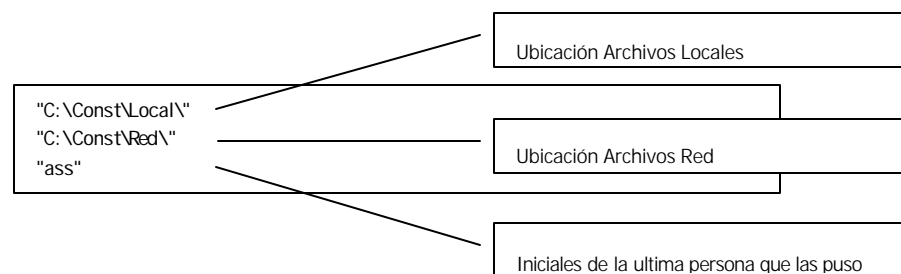 Ubicación Archivos Locales
"C:\Const\Local\"
"C:\Const\Red\"
"ass"
Ubicación Archivos Red
Iniciales de la ultima persona que las puso